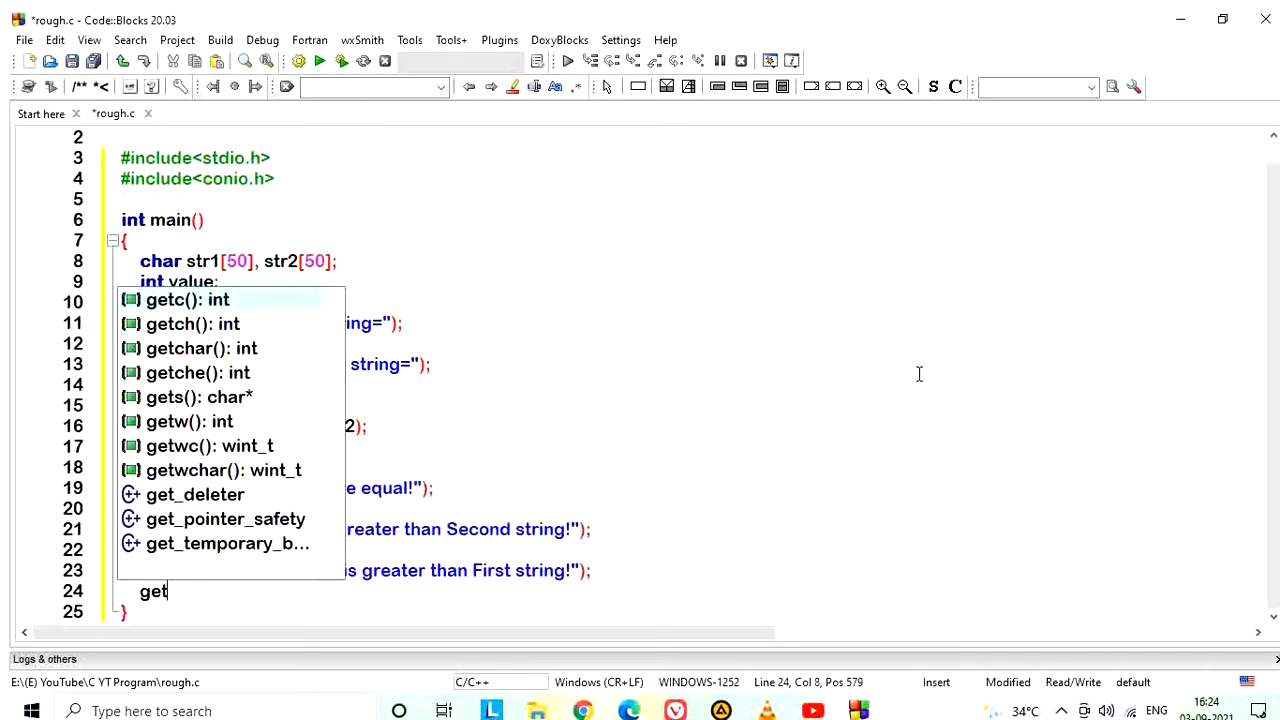 *rough.c - Code::Blocks 20.03
File Edit View Search Project Build Debug Fortran wxSmith Tools Tools+ Plugins DoxyBlocks Settings Help
/** *< .* S C
Start here *rough.c
2
3 #include<stdio.h>
4 #include<conio.h>
5
6 int main()
7 {
8 char str1[50], str2[50];
9 int value;
10 getc(): int
11 ing=");
getch(): int
12 getchar(): int
13 string=");
getche(): int
14
15 gets(): char*
16 2);
getw(): int
17 getwc(): wint_t
18 getwchar(): wint_t
19 e equal!");
get_deleter
20 get_pointer_safety
21 reater than Second string!");
22 get_temporary_b...
23 is greater than First string!");
24 get
25 }
Logs & others
E:\(E) YouTube\C YT Program\rough.c C/C++ Windows (CR+LF) WINDOWS-1252 Line 24, Col 8, Pos 579 Insert Modified Read/Write default
Type here to search L 34°C ENG 16:24
03-09-2021